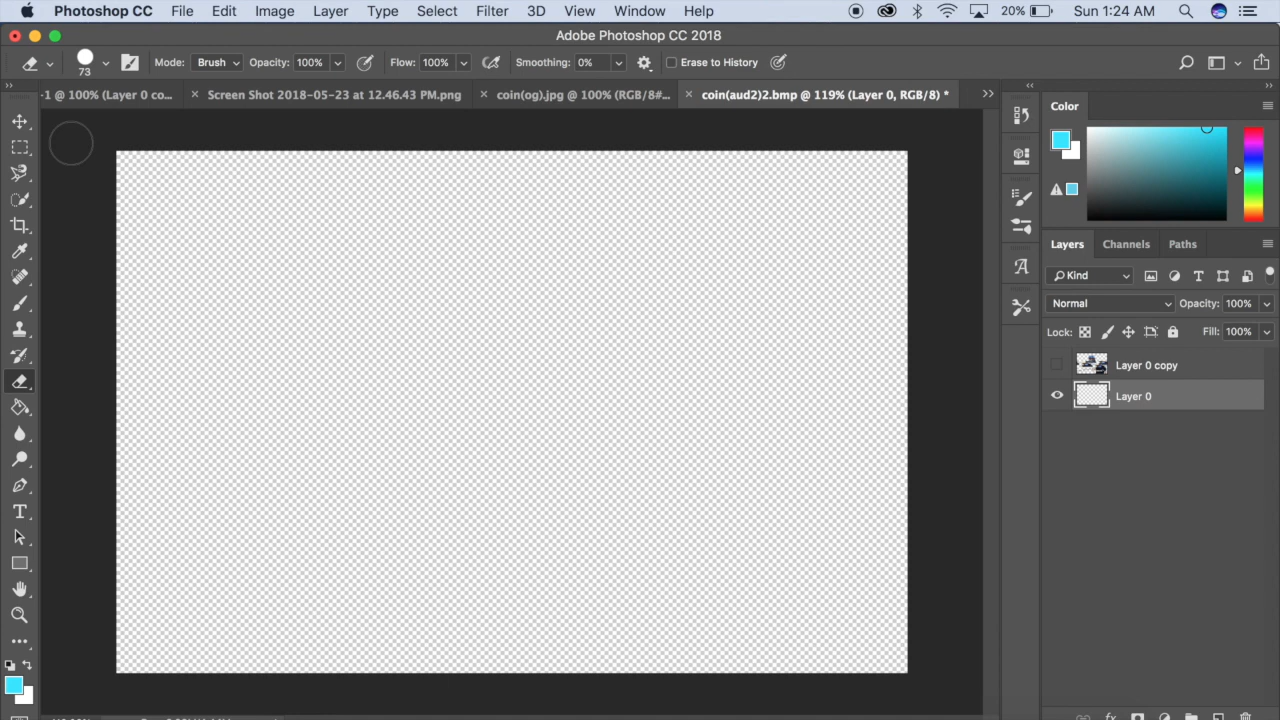 Photoshop CC File Edit Image Layer Type Select Filter 3D View Window Help 20% Sun 1:24 AM
Adobe Photoshop CC 2018
73 Mode: Brush Opacity: 100% Flow: 100% Smoothing: 0% Erase to History
-1 @ 100% (Layer 0 co... Screen Shot 2018-05-23 at 12.46.43 PM.png coin(og).jpg @ 100% (RGB/8#... coin(aud2)2.bmp @ 119% (Layer 0, RGB/8) *
Color
Layers Channels Paths
Kind
Normal Opacity: 100%
Lock: Fill: 100%
Layer 0 copy
Layer 0